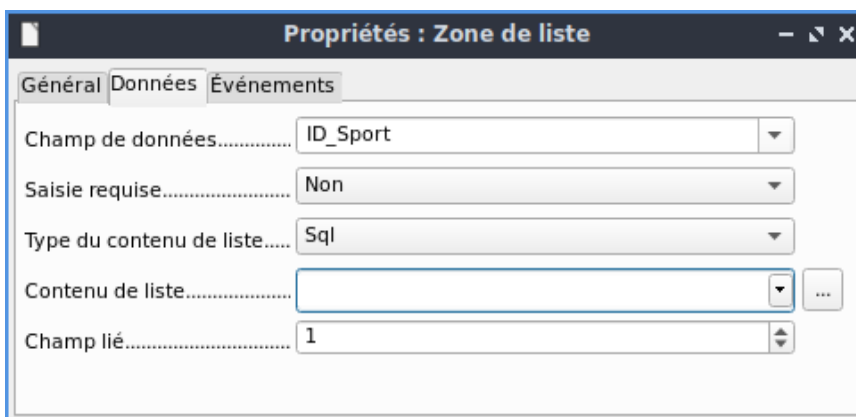 Propriétés : Zone de liste
Général Données Événements
Champ de données.............. ID_Sport
Saisie requise........................ Non
Type du contenu de liste..... Sql
Contenu de liste.................... ...
Champ lié............................... 1